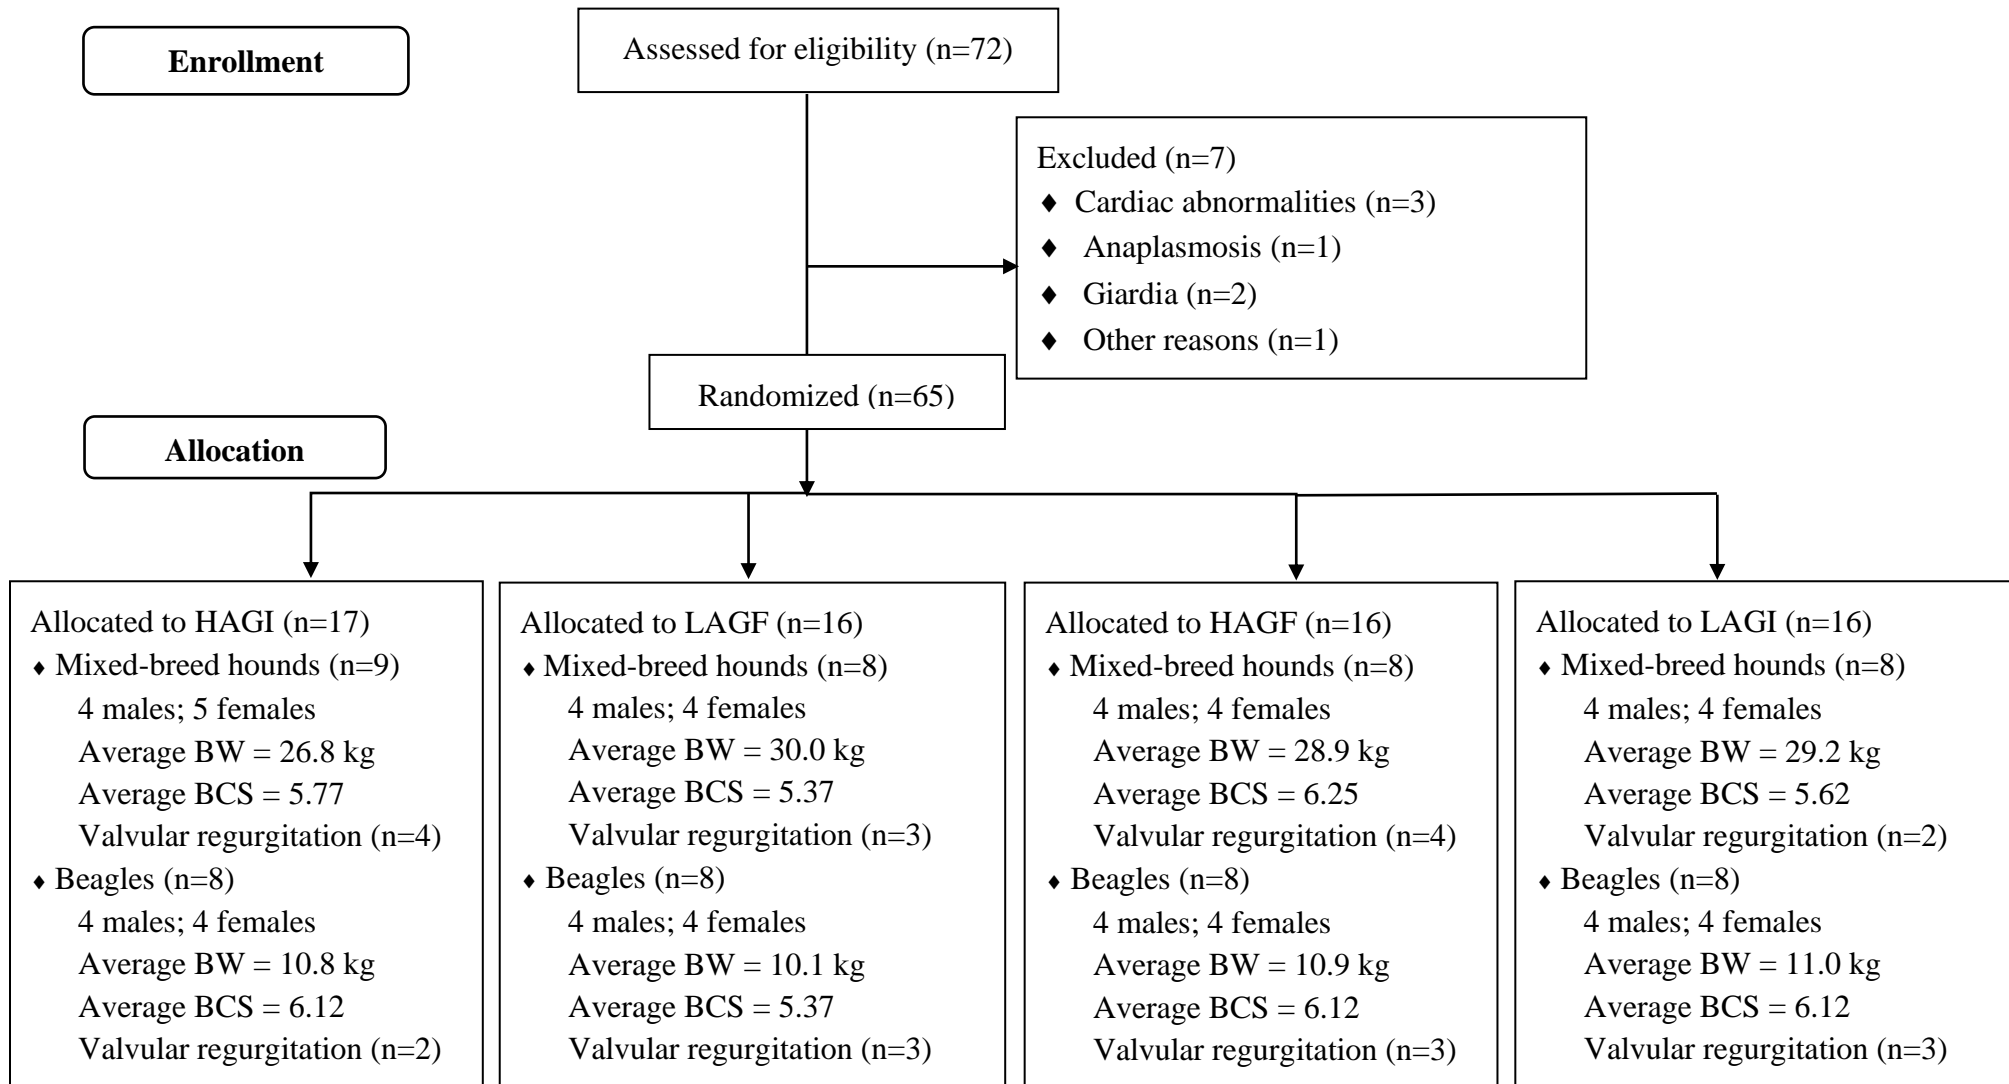 Enrollment
Assessed for eligibility (n=72)
Excluded (n=7)
♦ Cardiac abnormalities (n=3)
♦ Anaplasmosis (n=1)
♦ Giardia (n=2)
♦ Other reasons (n=1)
Randomized (n=65)
Allocation
Allocated to HAGI (n=17)
♦ Mixed-breed hounds (n=9)
4 males; 5 females
Average BW = 26.8 kg
Average BCS = 5.77
Valvular regurgitation (n=4)
♦ Beagles (n=8)
4 males; 4 females
Average BW = 10.8 kg
Average BCS = 6.12
Valvular regurgitation (n=2)
Allocated to LAGF (n=16)
♦ Mixed-breed hounds (n=8)
4 males; 4 females
Average BW = 30.0 kg
Average BCS = 5.37
Valvular regurgitation (n=3)
♦ Beagles (n=8)
4 males; 4 females
Average BW = 10.1 kg
Average BCS = 5.37
Valvular regurgitation (n=3)
Allocated to HAGF (n=16)
♦ Mixed-breed hounds (n=8)
4 males; 4 females
Average BW = 28.9 kg
Average BCS = 6.25
Valvular regurgitation (n=4)
♦ Beagles (n=8)
4 males; 4 females
Average BW = 10.9 kg
Average BCS = 6.12
Valvular regurgitation (n=3)
Allocated to LAGI (n=16)
♦ Mixed-breed hounds (n=8)
4 males; 4 females
Average BW = 29.2 kg
Average BCS = 5.62
Valvular regurgitation (n=2)
♦ Beagles (n=8)
4 males; 4 females
Average BW = 11.0 kg
Average BCS = 6.12
Valvular regurgitation (n=3)